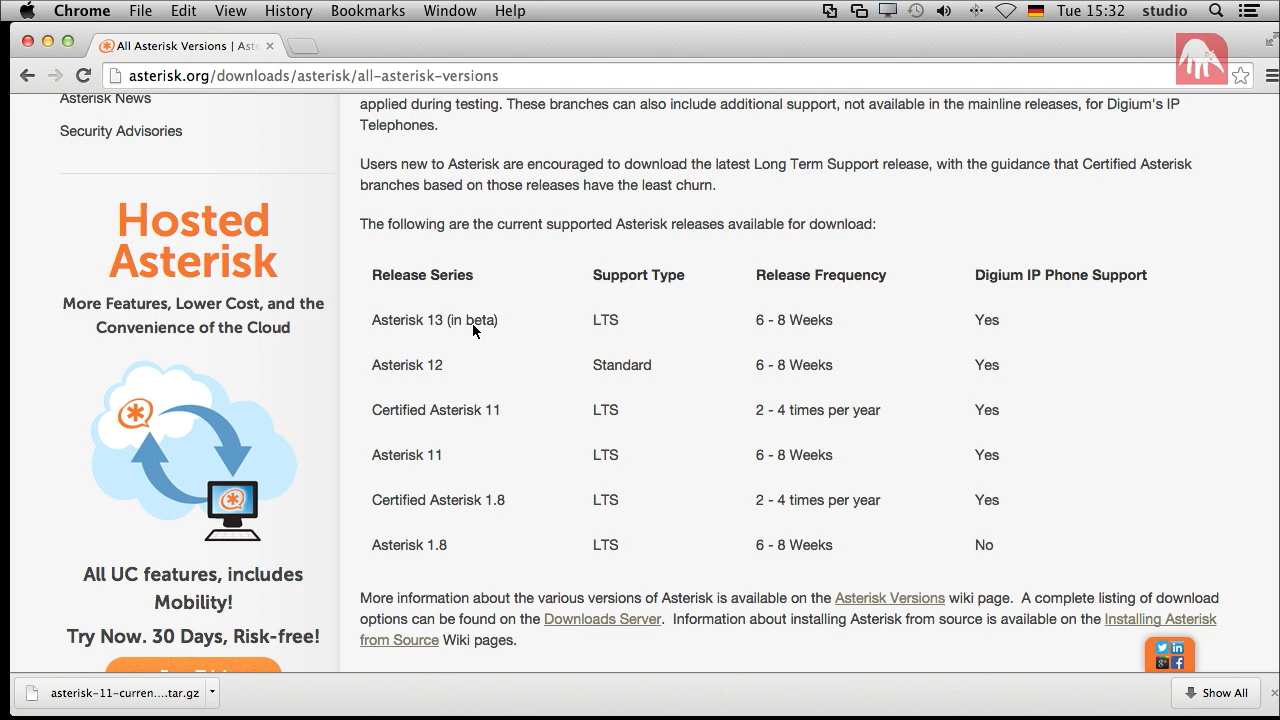 Chrome File Edit View History Bookmarks Window Help Tue 15:32 studio
All Asterisk Versions | Aste
asterisk.org/downloads/asterisk/all-asterisk-versions
Asterisk News
Security Advisories
Hosted
Asterisk
More Features, Lower Cost, and the
Convenience of the Cloud
All UC features, includes
Mobility!
Try Now. 30 Days, Risk-free!
applied during testing. These branches can also include additional support, not available in the mainline releases, for Digium's IP
Telephones.
Users new to Asterisk are encouraged to download the latest Long Term Support release, with the guidance that Certified Asterisk
branches based on those releases have the least churn.
The following are the current supported Asterisk releases available for download:
Release Series Support Type Release Frequency Digium IP Phone Support
Asterisk 13 (in beta) LTS 6 - 8 Weeks Yes
Asterisk 12 Standard 6 - 8 Weeks Yes
Certified Asterisk 11 LTS 2 - 4 times per year Yes
Asterisk 11 LTS 6 - 8 Weeks Yes
Certified Asterisk 1.8 LTS 2 - 4 times per year Yes
Asterisk 1.8 LTS 6 - 8 Weeks No
More information about the various versions of Asterisk is available on the Asterisk Versions wiki page. A complete listing of download
options can be found on the Downloads Server. Information about installing Asterisk from source is available on the Installing Asterisk
from Source Wiki pages.
asterisk-11-curren....tar.gz
Show All